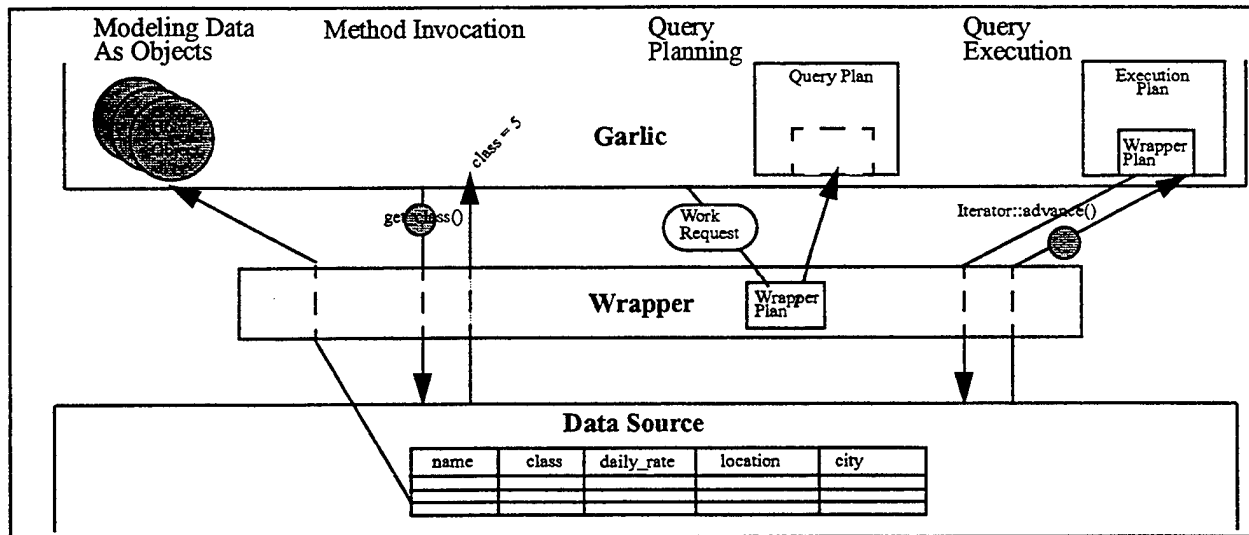 Modeling Data
As Objects
Method Invocation
Query
Planning
Query
Execution
Query Plan
Execution
Plan
Wrapper
Plan
Garlic
class = 5
get_class()
Work
Request
Iterator::advance()
Wrapper
Wrapper
Plan
Data Source
name class daily_rate location city